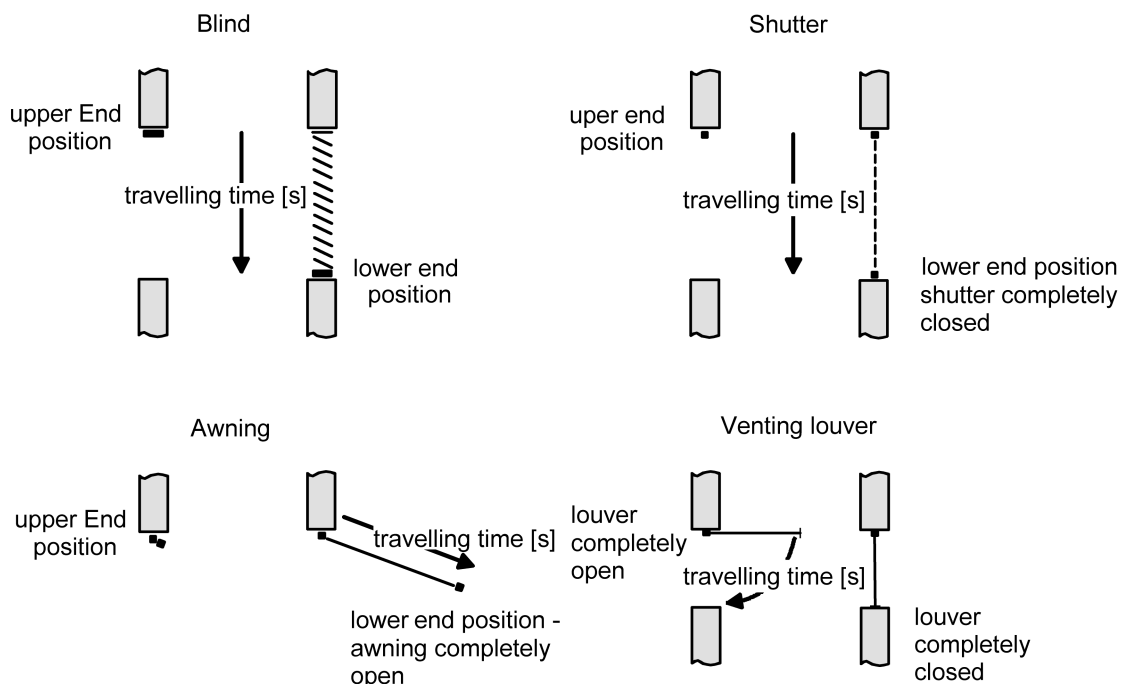 Blind
upper End
position
travelling time [s]
lower end
position
Shutter
uper end
position
travelling time [s]
lower end position
shutter completely
closed
Awning
upper End
position
travelling time [s]
lower end position -
awning completely
open
Venting louver
louver
completely
open
travelling time [s]
louver
completely
closed